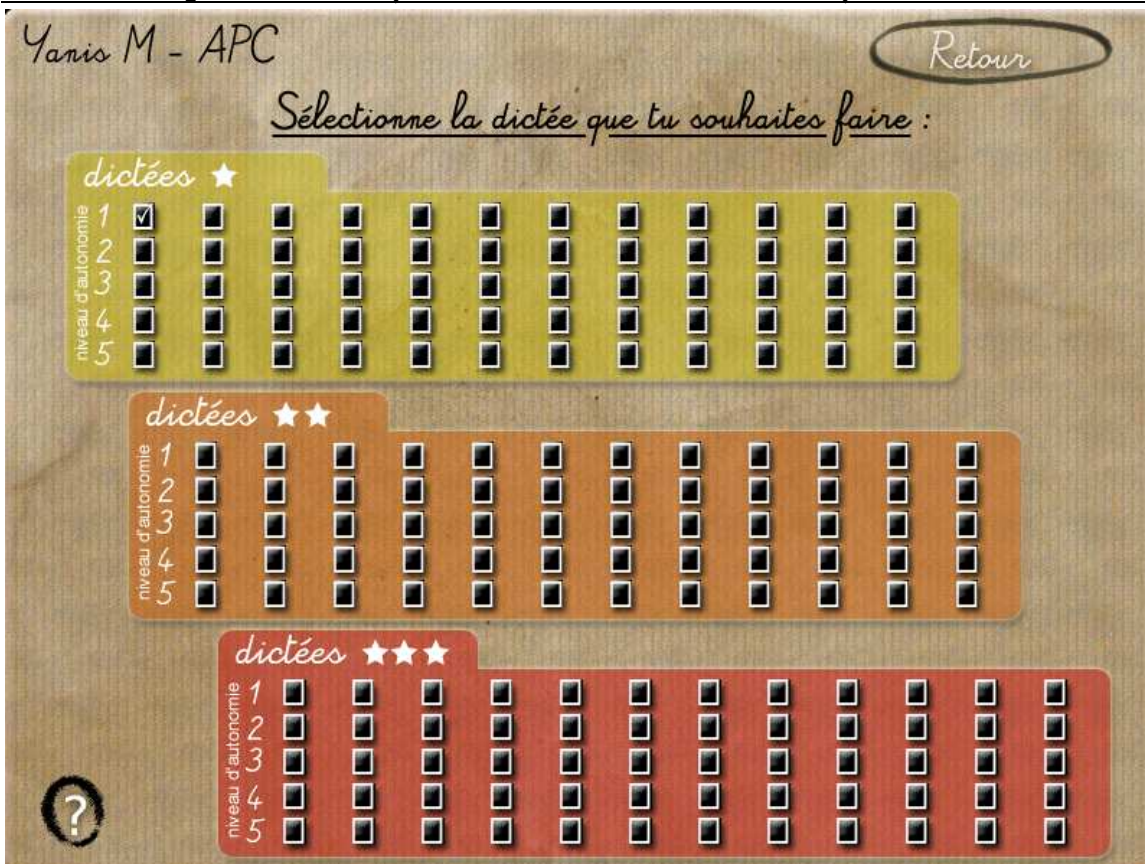 Yanis M - APC
Retour
Sélectionne la dictée que tu souhaites faire :
dictées ★
niveau d'autonomie
1
2
3
4
5
dictées ★★
niveau d'autonomie
1
2
3
4
5
dictées ★★★
niveau d'autonomie
1
2
3
4
5
?